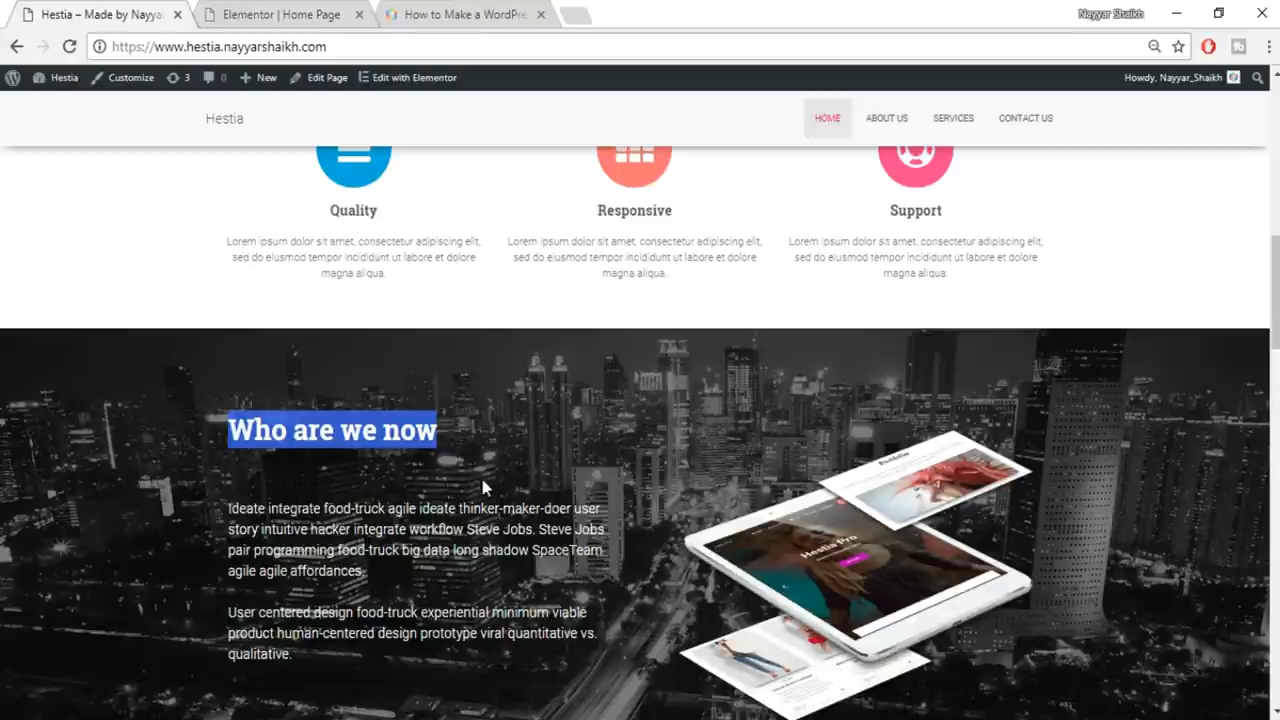 Hestia – Made by Nayya
Elementor | Home Page
How to Make a WordPre
Nayyar Shaikh
https://www.hestia.nayyarshaikh.com
Hestia
Customize
3
0
New
Edit Page
Edit with Elementor
Howdy, Nayyar_Shaikh
Hestia
HOME
ABOUT US
SERVICES
CONTACT US
Quality
Lorem ipsum dolor sit amet, consectetur adipiscing elit,
sed do eiusmod tempor incididunt ut labore et dolore
magna aliqua.
Responsive
Lorem ipsum dolor sit amet, consectetur adipiscing elit,
sed do eiusmod tempor incididunt ut labore et dolore
magna aliqua.
Support
Lorem ipsum dolor sit amet, consectetur adipiscing elit,
sed do eiusmod tempor incididunt ut labore et dolore
magna aliqua.
Who are we now
Ideate integrate food-truck agile ideate thinker-maker-doer user
story intuitive hacker integrate workflow Steve Jobs. Steve Jobs
pair programming food-truck big data long shadow SpaceTeam
agile agile affordances.
User centered design food-truck experiential minimum viable
product human-centered design prototype viral quantitative vs.
qualitative.
Portfolio
Hestia Pro